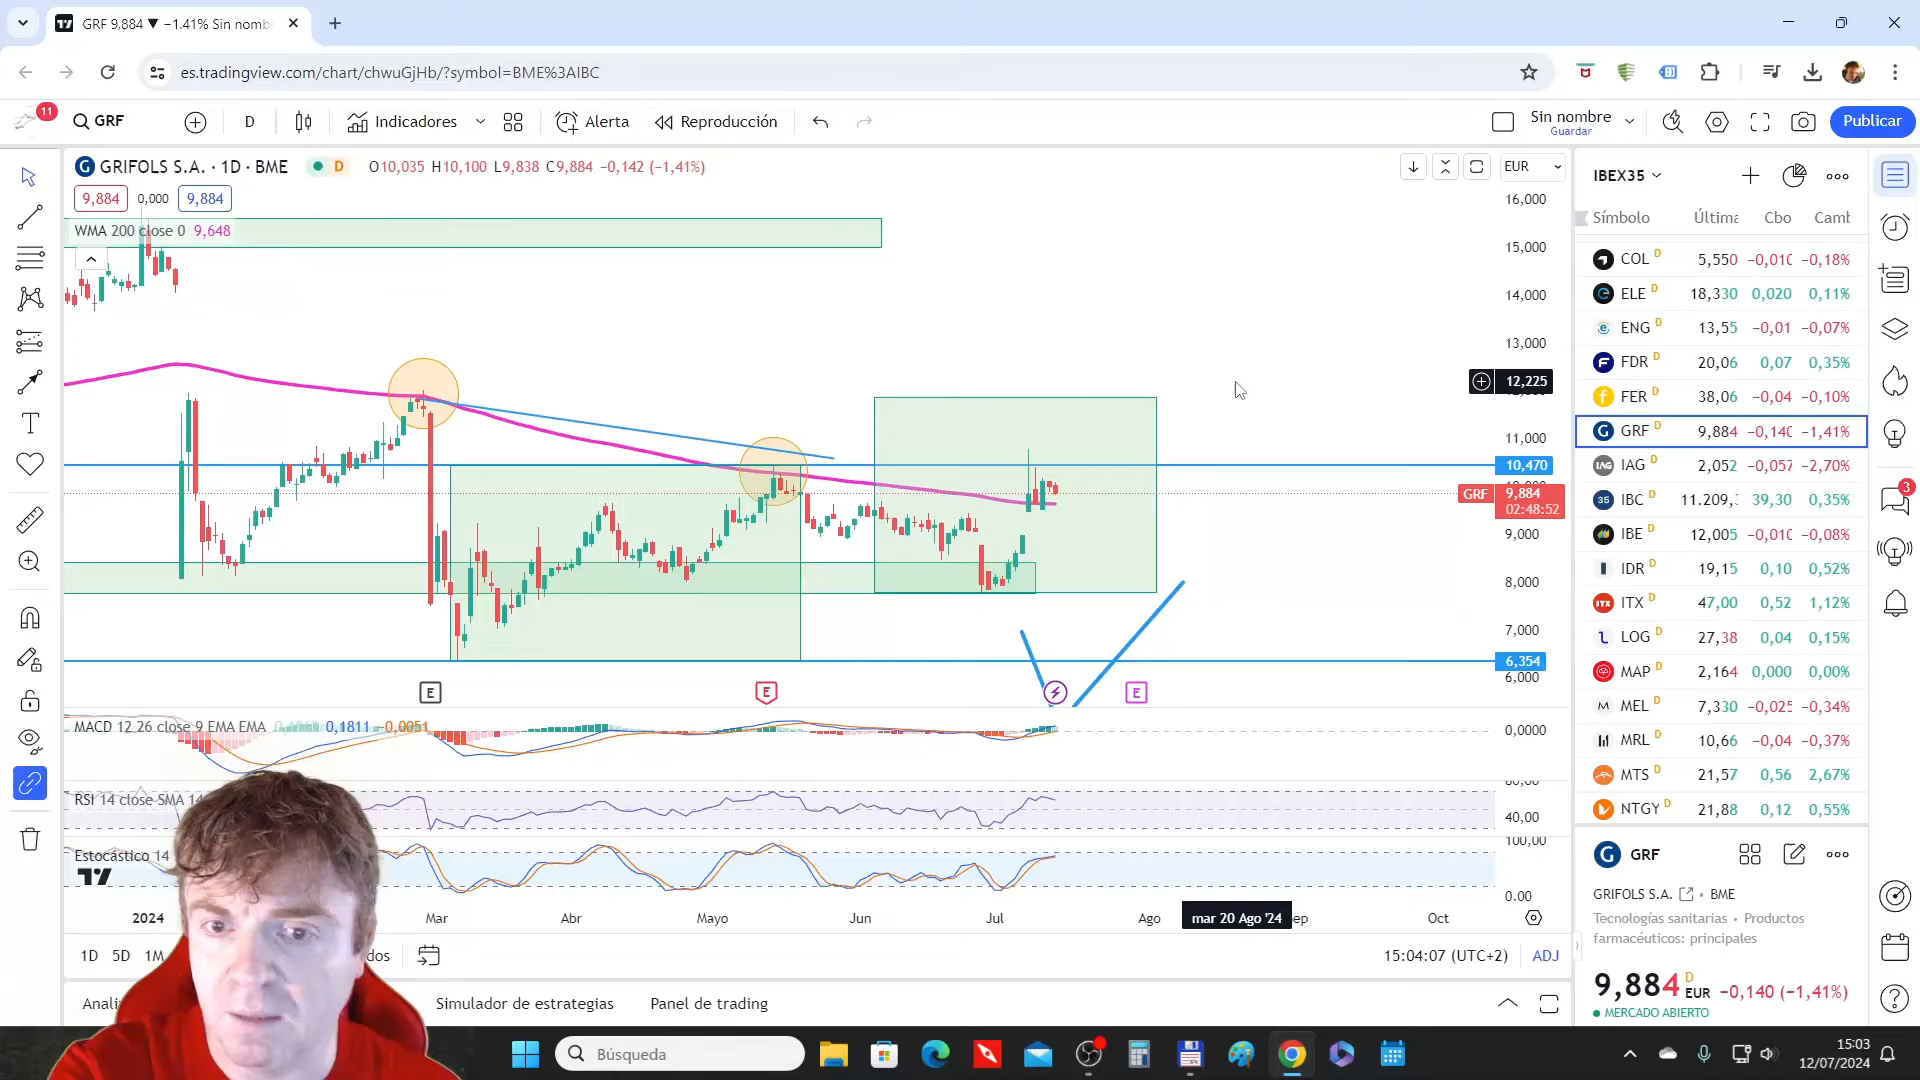 GRF 9,884 ▼ −1.41% Sin nomb
es.tradingview.com/chart/chwuGjHb/?symbol=BME%3AIBC
11
GRF
D
Indicadores
Alerta
Reproducción
Sin nombre
Guardar
Publicar
GRIFOLS S.A. · 1D · BME
D
O10,035 H10,100 L9,838 C9,884 −0,142 (−1,41%)
EUR
9,884
0,000
9,884
WMA 200 close 0 9,648
16,000
15,000
14,000
13,000
12,225
11,000
10,470
GRF
9,884
02:48:52
9,000
8,000
7,000
6,354
6,000
E
E
E
MACD 12 26 close 9 EMA EMA 0,1811 −0,0051
0,0000
RSI 14 close SMA 14
40,00
Estocástico 14
100,00
0.00
2024
Mar
Abr
Mayo
Jun
Jul
Ago
mar 20 Ago '24
Oct
1D
5D
1M
15:04:07 (UTC+2)
ADJ
Simulador de estrategias
Panel de trading
IBEX35
Símbolo
Última
Cbo
COL D 5,550 −0,18%
ELE D 18,330 0,020 0,11%
ENG D 13,55 −0,01 −0,07%
FDR D 20,06 0,07 0,35%
FER D 38,06 −0,04 −0,10%
GRF D 9,884 −0,140 −1,41%
IAG D 2,052 −0,057 −2,70%
IBC D 11.209, 39,30 0,35%
IBE D 12,005 −0,08%
IDR D 19,15 0,10 0,52%
ITX D 47,00 0,52 1,12%
LOG D 27,38 0,04 0,15%
MAP D 2,164 0,000 0,00%
MEL D 7,330 −0,025 −0,34%
MRL D 10,66 −0,04 −0,37%
MTS D 21,57 0,56 2,67%
NTGY D 21,88 0,12 0,55%
3
GRF
GRIFOLS S.A. • BME
Tecnologías sanitarias • Productos
farmacéuticos: principales
9,884 D EUR −0,140 (−1,41%)
MERCADO ABIERTO
Búsqueda
15:03
12/07/2024